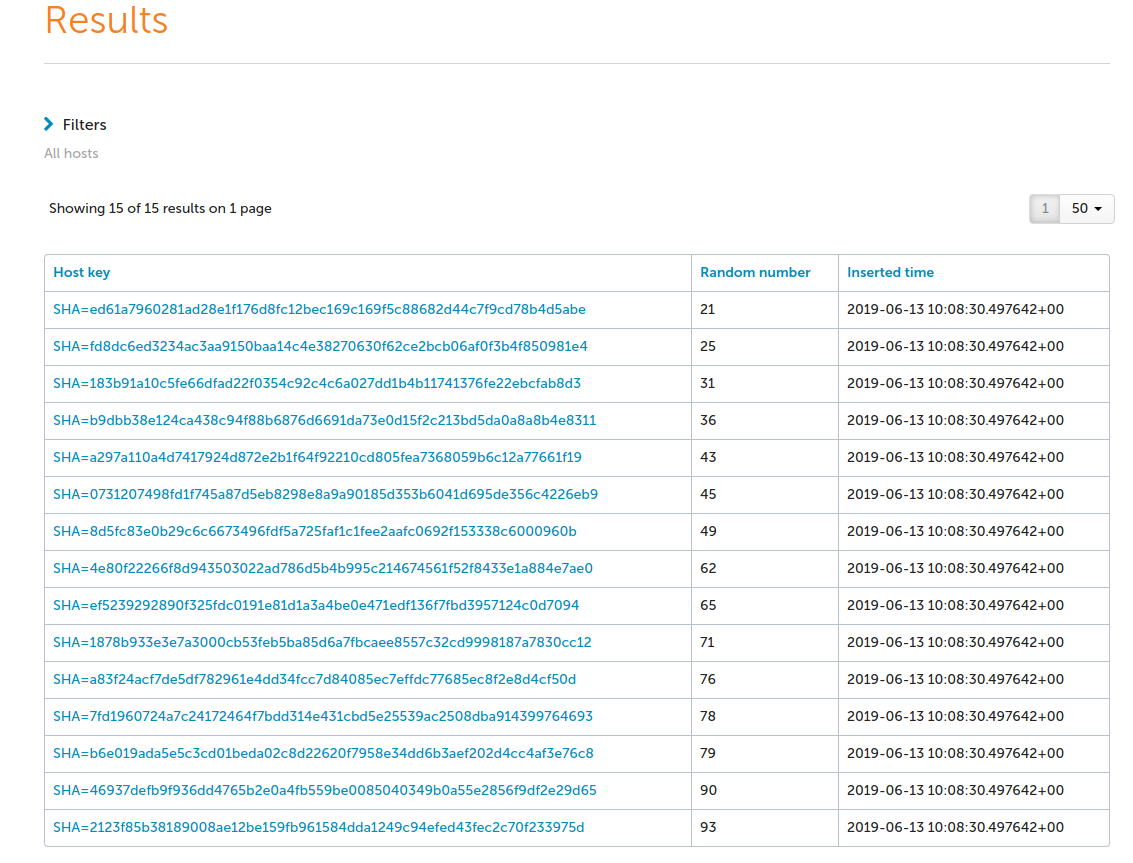 Results
Filters
All hosts
Showing 15 of 15 results on 1 page
1 50
Host key Random number Inserted time
SHA=ed61a7960281ad28e1f176d8fc12bec169c169f5c88682d44c7f9cd78b4d5abe 21 2019-06-13 10:08:30.497642+00
SHA=fd8dc6ed3234ac3aa9150baa14c4e38270630f62ce2bcb06af0f3b4f850981e4 25 2019-06-13 10:08:30.497642+00
SHA=183b91a10c5fe66dfad22f0354c92c4c6a027dd1b4b11741376fe22ebcfab8d3 31 2019-06-13 10:08:30.497642+00
SHA=b9dbb38e124ca438c94f88b6876d6691da73e0d15f2c213bd5da0a8a8b4e8311 36 2019-06-13 10:08:30.497642+00
SHA=a297a110a4d7417924d872e2b1f64f92210cd805fea7368059b6c12a77661f19 43 2019-06-13 10:08:30.497642+00
SHA=0731207498fd1f745a87d5eb8298e8a9a90185d353b6041d695de356c4226eb9 45 2019-06-13 10:08:30.497642+00
SHA=8d5fc83e0b29c6c6673496fdf5a725faf1c1fee2aafc0692f153338c6000960b 49 2019-06-13 10:08:30.497642+00
SHA=4e80f22266f8d943503022ad786d5b4b995c214674561f52f8433e1a884e7ae0 62 2019-06-13 10:08:30.497642+00
SHA=ef5239292890f325fdc0191e81d1a3a4be0e471edf136f7fbd3957124c0d7094 65 2019-06-13 10:08:30.497642+00
SHA=1878b933e3e7a3000cb53feb5ba85d6a7fbcaee8557c32cd9998187a7830cc12 71 2019-06-13 10:08:30.497642+00
SHA=a83f24acf7de5df782961e4dd34fcc7d84085ec7effdc77685ec8f2e8d4cf50d 76 2019-06-13 10:08:30.497642+00
SHA=7fd1960724a7c24172464f7bdd314e431cbd5e25539ac2508dba914399764693 78 2019-06-13 10:08:30.497642+00
SHA=b6e019ada5e5c3cd01beda02c8d22620f7958e34dd6b3aef202d4cc4af3e76c8 79 2019-06-13 10:08:30.497642+00
SHA=46937defb9f936dd4765b2e0a4fb559be0085040349b0a55e2856f9df2e29d65 90 2019-06-13 10:08:30.497642+00
SHA=2123f85b38189008ae12be159fb961584dda1249c94efed43fec2c70f233975d 93 2019-06-13 10:08:30.497642+00